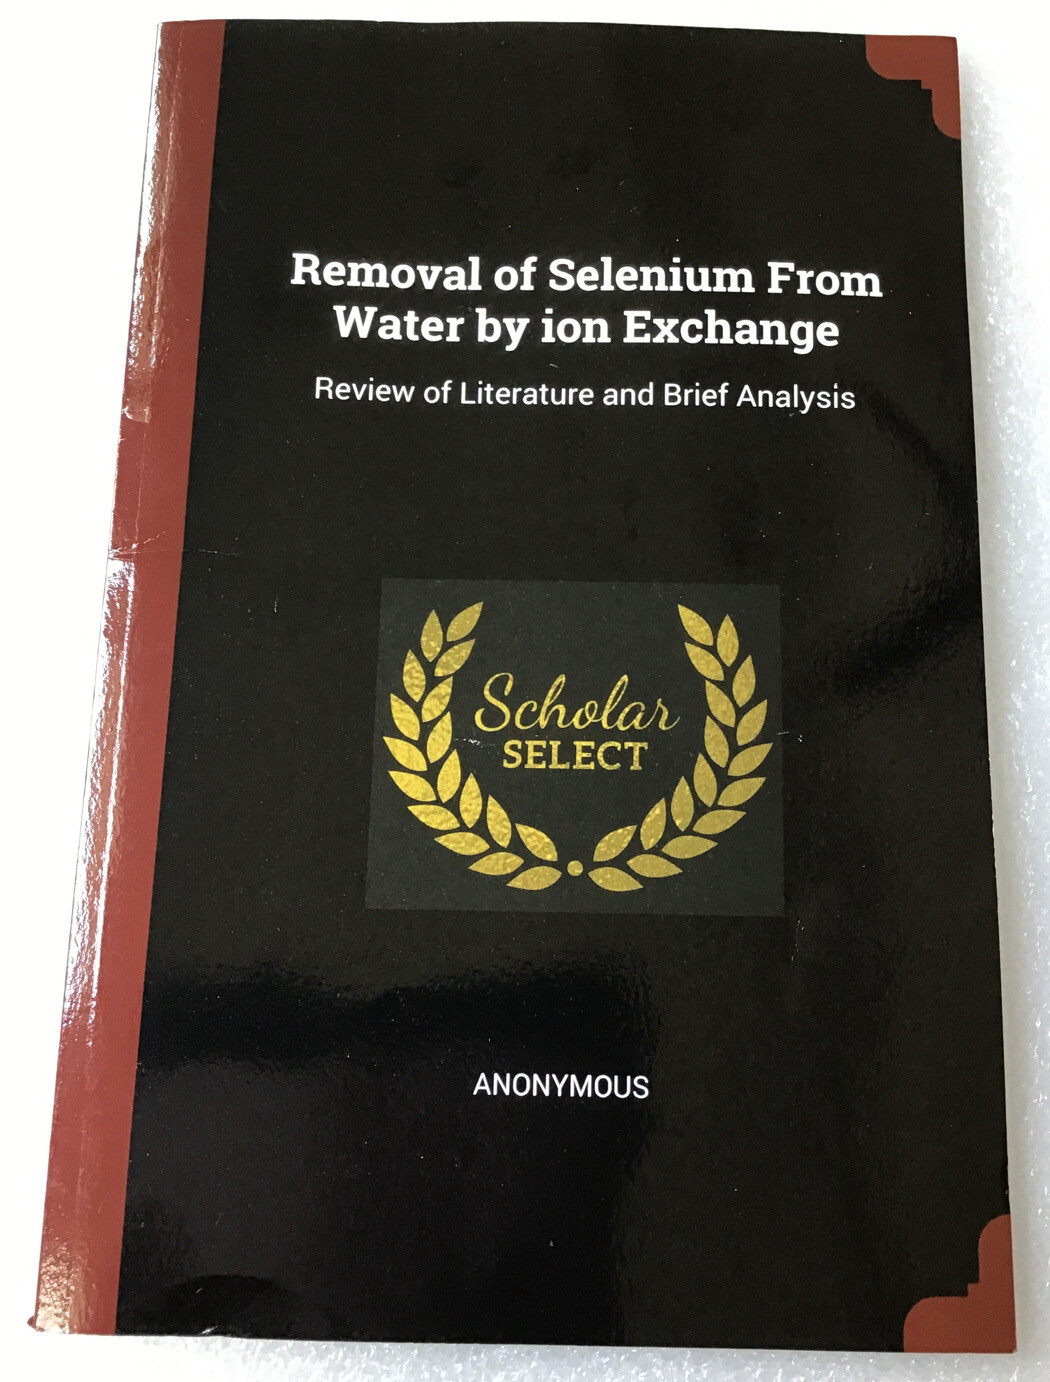 Removal of Selenium From
Water by ion Exchange
Review of Literature and Brief Analysis
Scholar
SELECT
ANONYMOUS